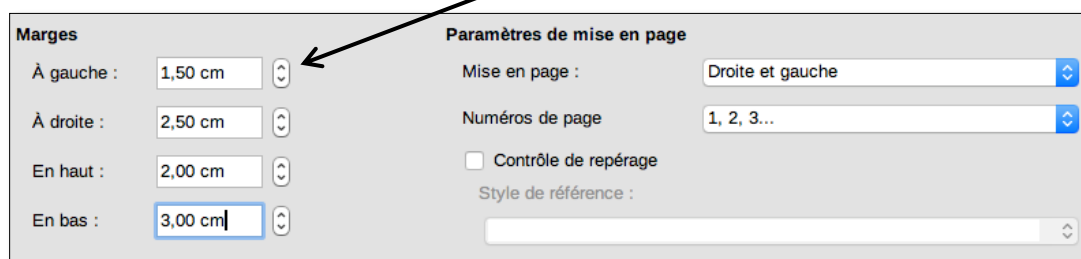 Marges
À gauche : 1,50 cm
À droite : 2,50 cm
En haut : 2,00 cm
En bas : 3,00 cm
Paramètres de mise en page
Mise en page : Droite et gauche
Numéros de page 1, 2, 3...
Contrôle de repérage
Style de référence :